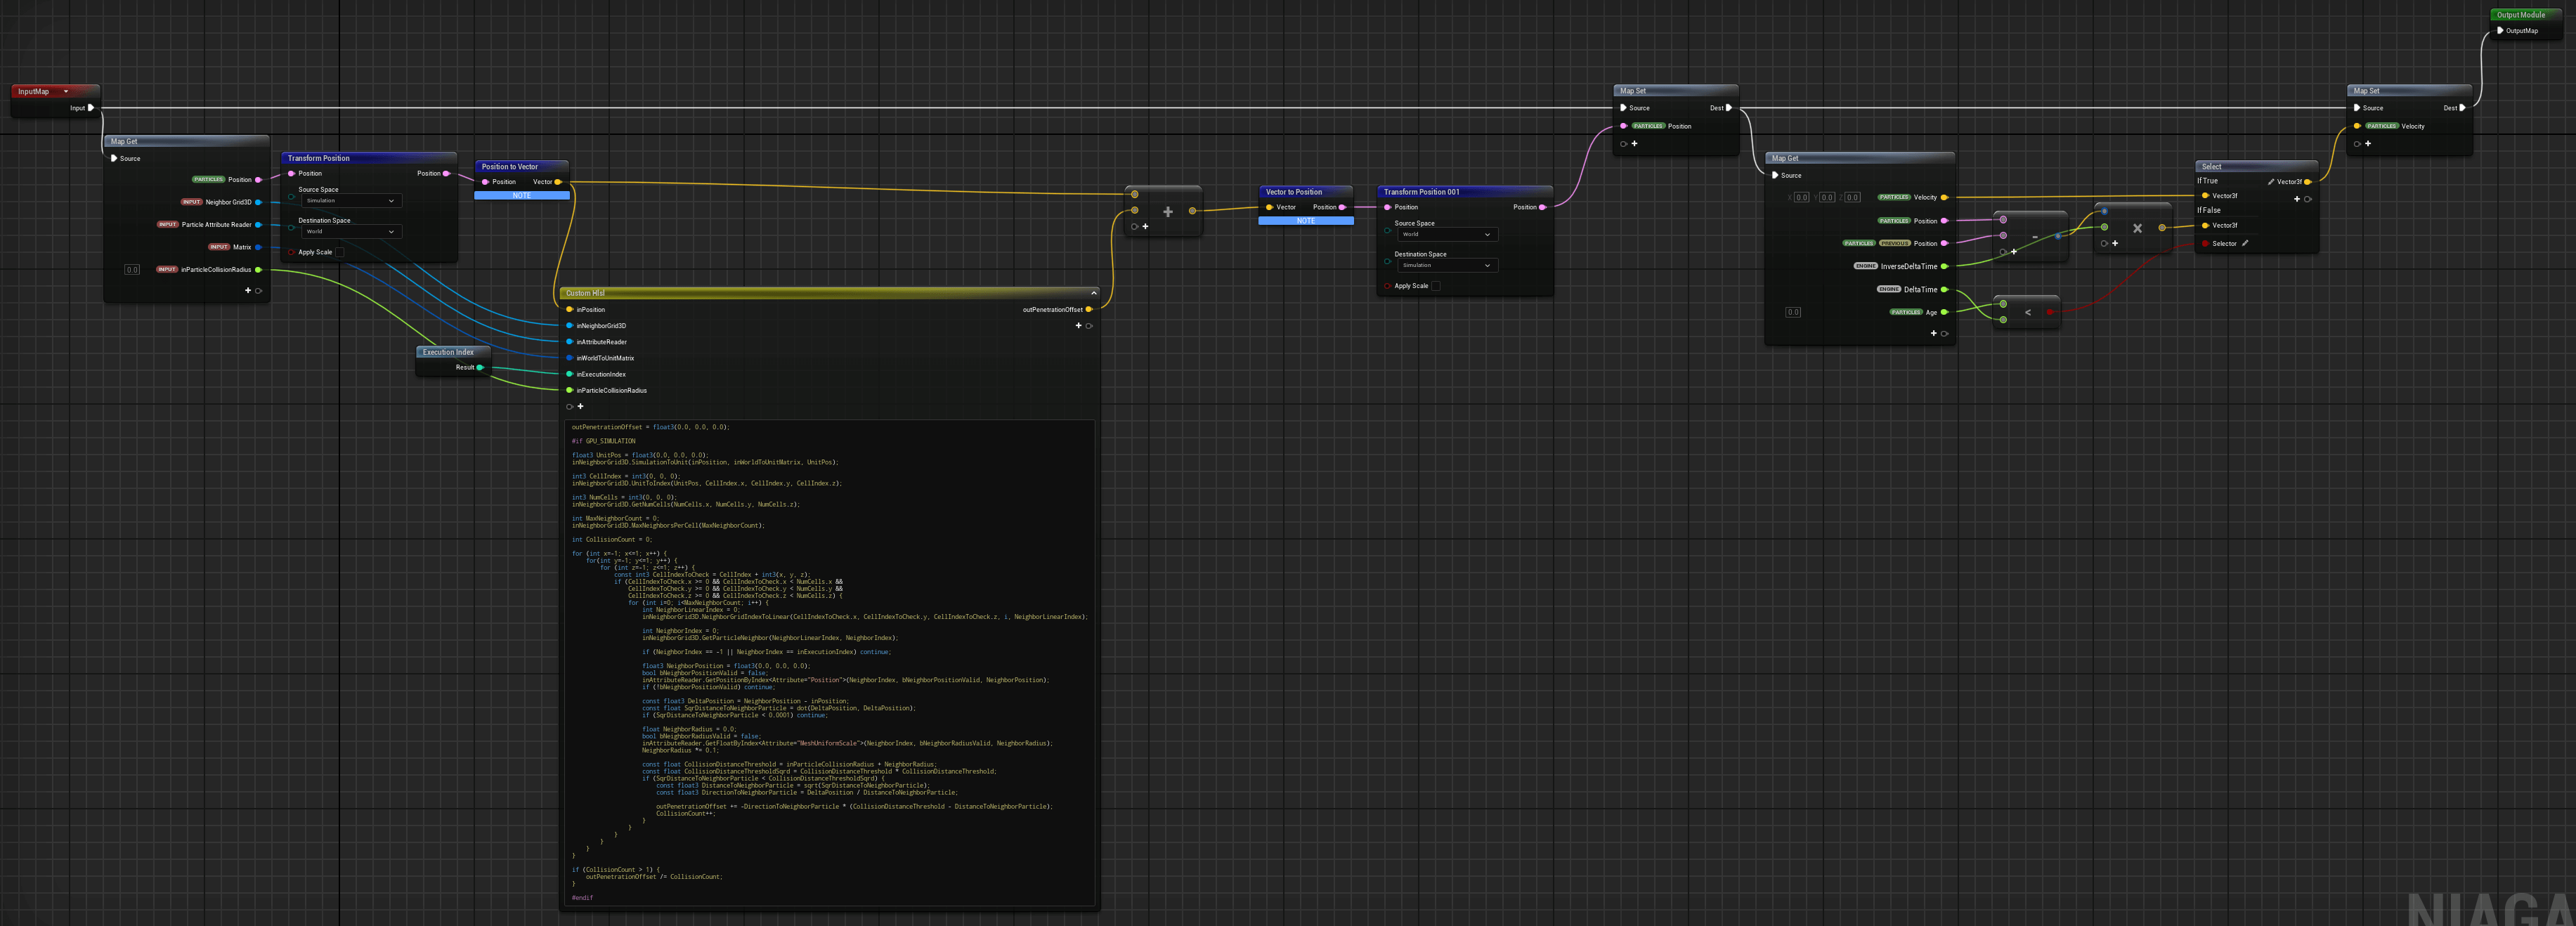 Output Module
OutputMap
InputMap
Input
Map Get
Source
PARTICLES Position
INPUT Neighbor Grid3D
INPUT Particle Attribute Reader
INPUT Matrix
0.0 INPUT inParticleCollisionRadius
Transform Position
Position Position
Source Space
Simulation
Destination Space
World
Apply Scale
Position to Vector
Position Vector
NOTE
Execution Index
Result
Custom Hlsl
inPosition outPenetrationOffset
inNeighborGrid3D
inAttributeReader
inWorldToUnitMatrix
inExecutionIndex
inParticleCollisionRadius
outPenetrationOffset = float3(0.0, 0.0, 0.0);
#if GPU_SIMULATION
float3 UnitPos = float3(0.0, 0.0, 0.0);
inNeighborGrid3D.SimulationToUnit(inPosition, inWorldToUnitMatrix, UnitPos);
int3 CellIndex = int3(0, 0, 0);
inNeighborGrid3D.UnitToIndex(UnitPos, CellIndex.x, CellIndex.y, CellIndex.z);
int3 NumCells = int3(0, 0, 0);
inNeighborGrid3D.GetNumCells(NumCells.x, NumCells.y, NumCells.z);
int MaxNeighborCount = 0;
inNeighborGrid3D.MaxNeighborsPerCell(MaxNeighborCount);
int CollisionCount = 0;
for (int x=-1; x<=1; x++) {
for(int y=-1; y<=1; y++) {
for (int z=-1; z<=1; z++) {
const int3 CellIndexToCheck = CellIndex + int3(x, y, z);
if (CellIndexToCheck.x >= 0 && CellIndexToCheck.x < NumCells.x &&
CellIndexToCheck.y >= 0 && CellIndexToCheck.y < NumCells.y &&
CellIndexToCheck.z >= 0 && CellIndexToCheck.z < NumCells.z) {
for (int i=0; i<MaxNeighborCount; i++) {
int NeighborLinearIndex = 0;
inNeighborGrid3D.NeighborGridIndexToLinear(CellIndexToCheck.x, CellIndexToCheck.y, CellIndexToCheck.z, i, NeighborLinearIndex);
int NeighborIndex = 0;
inNeighborGrid3D.GetParticleNeighbor(NeighborLinearIndex, NeighborIndex);
if (NeighborIndex == -1 || NeighborIndex == inExecutionIndex) continue;
float3 NeighborPosition = float3(0.0, 0.0, 0.0);
bool bNeighborPositionValid = false;
inAttributeReader.GetPositionByIndex<Attribute="Position">(NeighborIndex, bNeighborPositionValid, NeighborPosition);
if (!bNeighborPositionValid) continue;
const float3 DeltaPosition = NeighborPosition - inPosition;
const float SqrDistanceToNeighborParticle = dot(DeltaPosition, DeltaPosition);
if (SqrDistanceToNeighborParticle < 0.0001) continue;
float NeighborRadius = 0.0;
bool bNeighborRadiusValid = false;
inAttributeReader.GetFloatByIndex<Attribute="MeshUniformScale">(NeighborIndex, bNeighborRadiusValid, NeighborRadius);
NeighborRadius *= 0.1;
const float CollisionDistanceThreshold = inParticleCollisionRadius + NeighborRadius;
const float CollisionDistanceThresholdSqrd = CollisionDistanceThreshold * CollisionDistanceThreshold;
if (SqrDistanceToNeighborParticle < CollisionDistanceThresholdSqrd) {
const float3 DistanceToNeighborParticle = sqrt(SqrDistanceToNeighborParticle);
const float3 DirectionToNeighborParticle = DeltaPosition / DistanceToNeighborParticle;
outPenetrationOffset += -DirectionToNeighborParticle * (CollisionDistanceThreshold - DistanceToNeighborParticle);
CollisionCount++;
}
}
}
}
}
}
if (CollisionCount > 1) {
outPenetrationOffset /= CollisionCount;
}
#endif
Vector to Position
Vector Position
NOTE
Transform Position 001
Position Position
Source Space
World
Destination Space
Simulation
Apply Scale
Map Set
Source Dest
PARTICLES Position
Map Get
Source
X 0.0 Y 0.0 Z 0.0 PARTICLES Velocity
PARTICLES Position
PARTICLES PREVIOUS Position
ENGINE InverseDeltaTime
ENGINE DeltaTime
0.0 PARTICLES Age
Select
If True Vector3f
Vector3f
If False
Vector3f
Selector
Map Set
Source Dest
PARTICLES Velocity
NIAGA